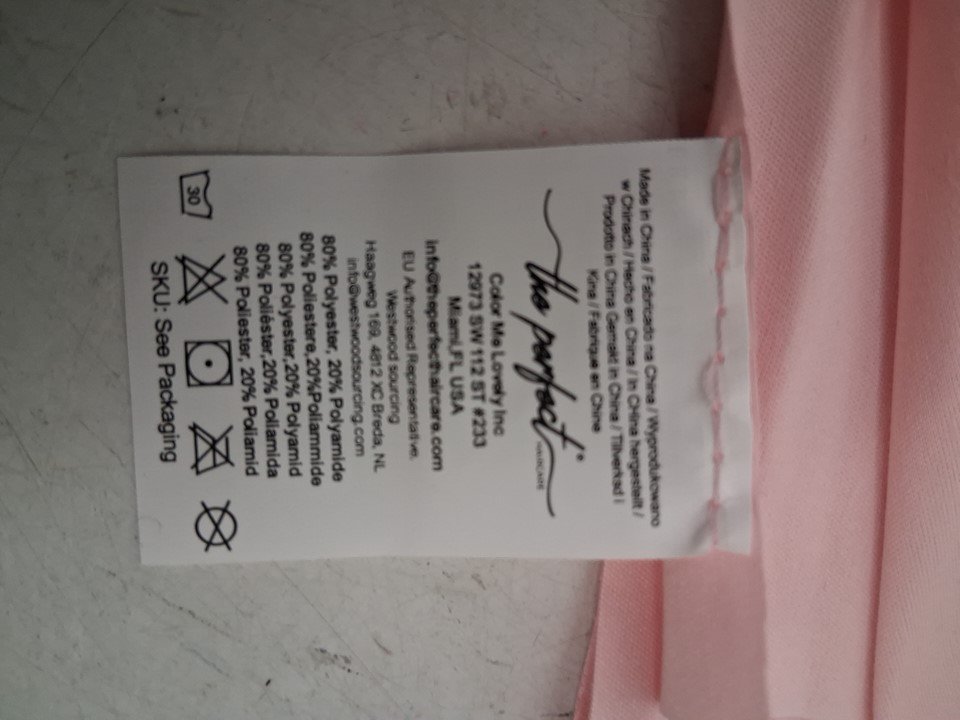 Made in China / Fabricado na China / Wyprodukowano
w Chinach / Hecho en China / In China hergestellt /
Prodotto in China Gemakt in China / Tillverkad i
Kina / Fabriqué en Chine
the perfect®
HAIRCARE
Color Me Lovely Inc
12973 SW 112 ST #233
Miami,FL USA
info@theperfecthaircare.com
EU Authorised Representative:
Westwood sourcing
Haagweg 169, 4812 XC Breda, NL
info@westwoodsourcing.com
80% Polyester, 20% Polyamide
80% Poliestere,20%Poliammide
80% Polyester,20% Polyamid
80% Poliéster,20% Poliamida
80% Poliester, 20% Poliamid
30
SKU: See Packaging